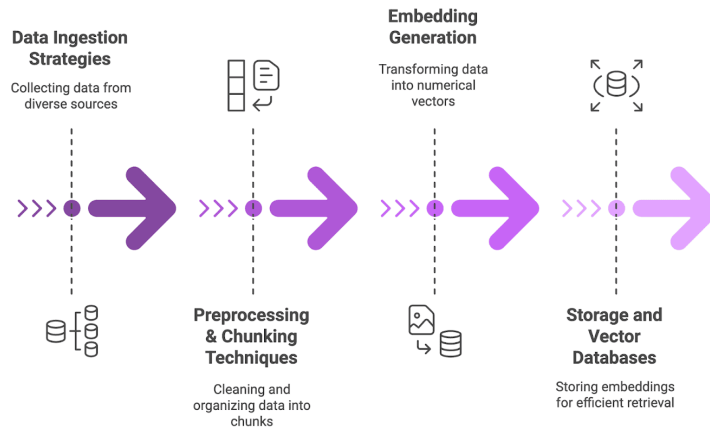 Data Ingestion
Strategies
Collecting data from
diverse sources
Preprocessing
& Chunking
Techniques
Cleaning and
organizing data into
chunks
Embedding
Generation
Transforming data
into numerical
vectors
Storage and
Vector
Databases
Storing embeddings
for efficient retrieval